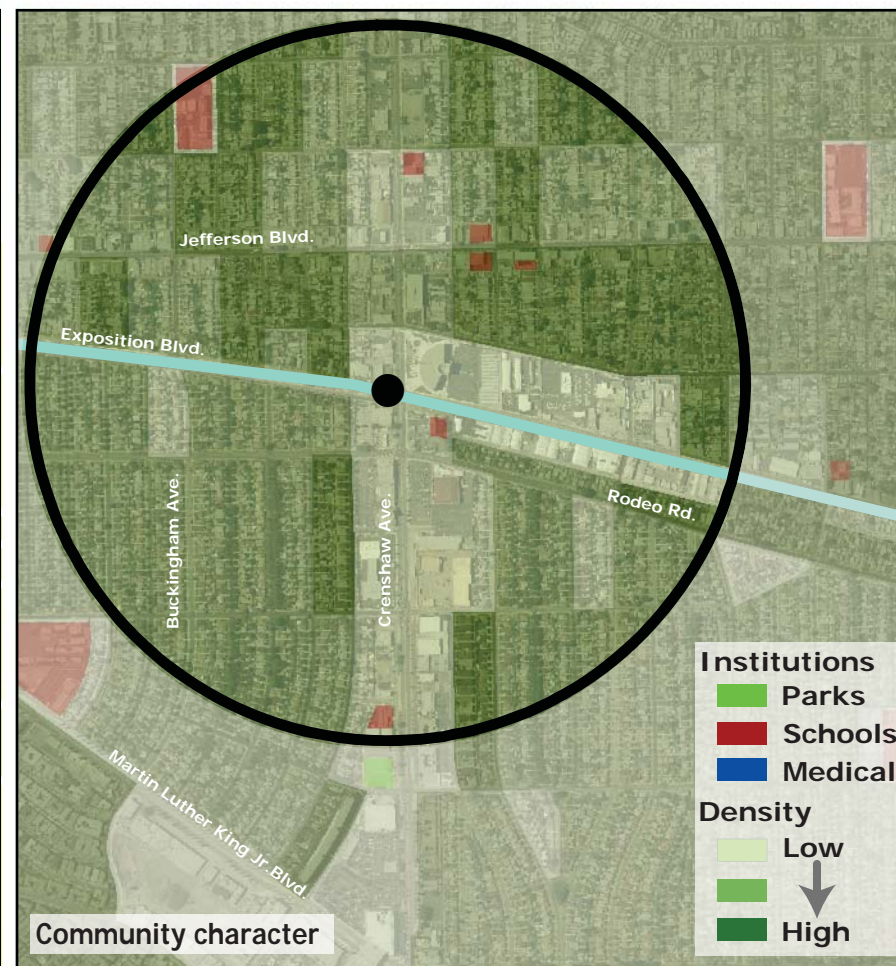 Jefferson Blvd.
Exposition Blvd.
Buckingham Ave.
Crenshaw Ave.
Rodeo Rd.
Martin Luther King Jr.Blvd.
Institutions
Parks
Schools
Medical
Density
Low
High
Community character